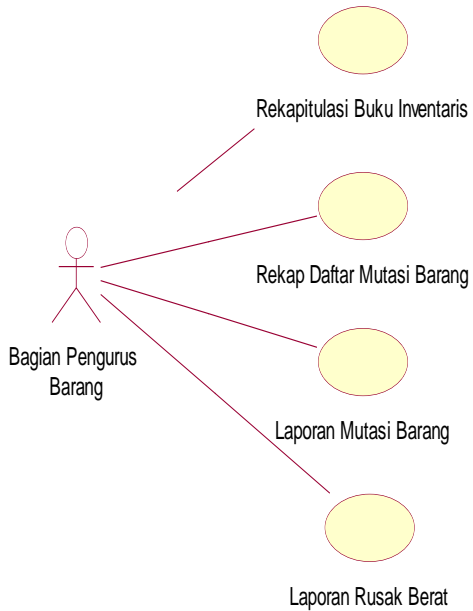 Rekapitulasi Buku Inventaris
Rekap Daftar Mutasi Barang
Bagian Pengurus
Barang
Laporan Mutasi Barang
Laporan Rusak Berat